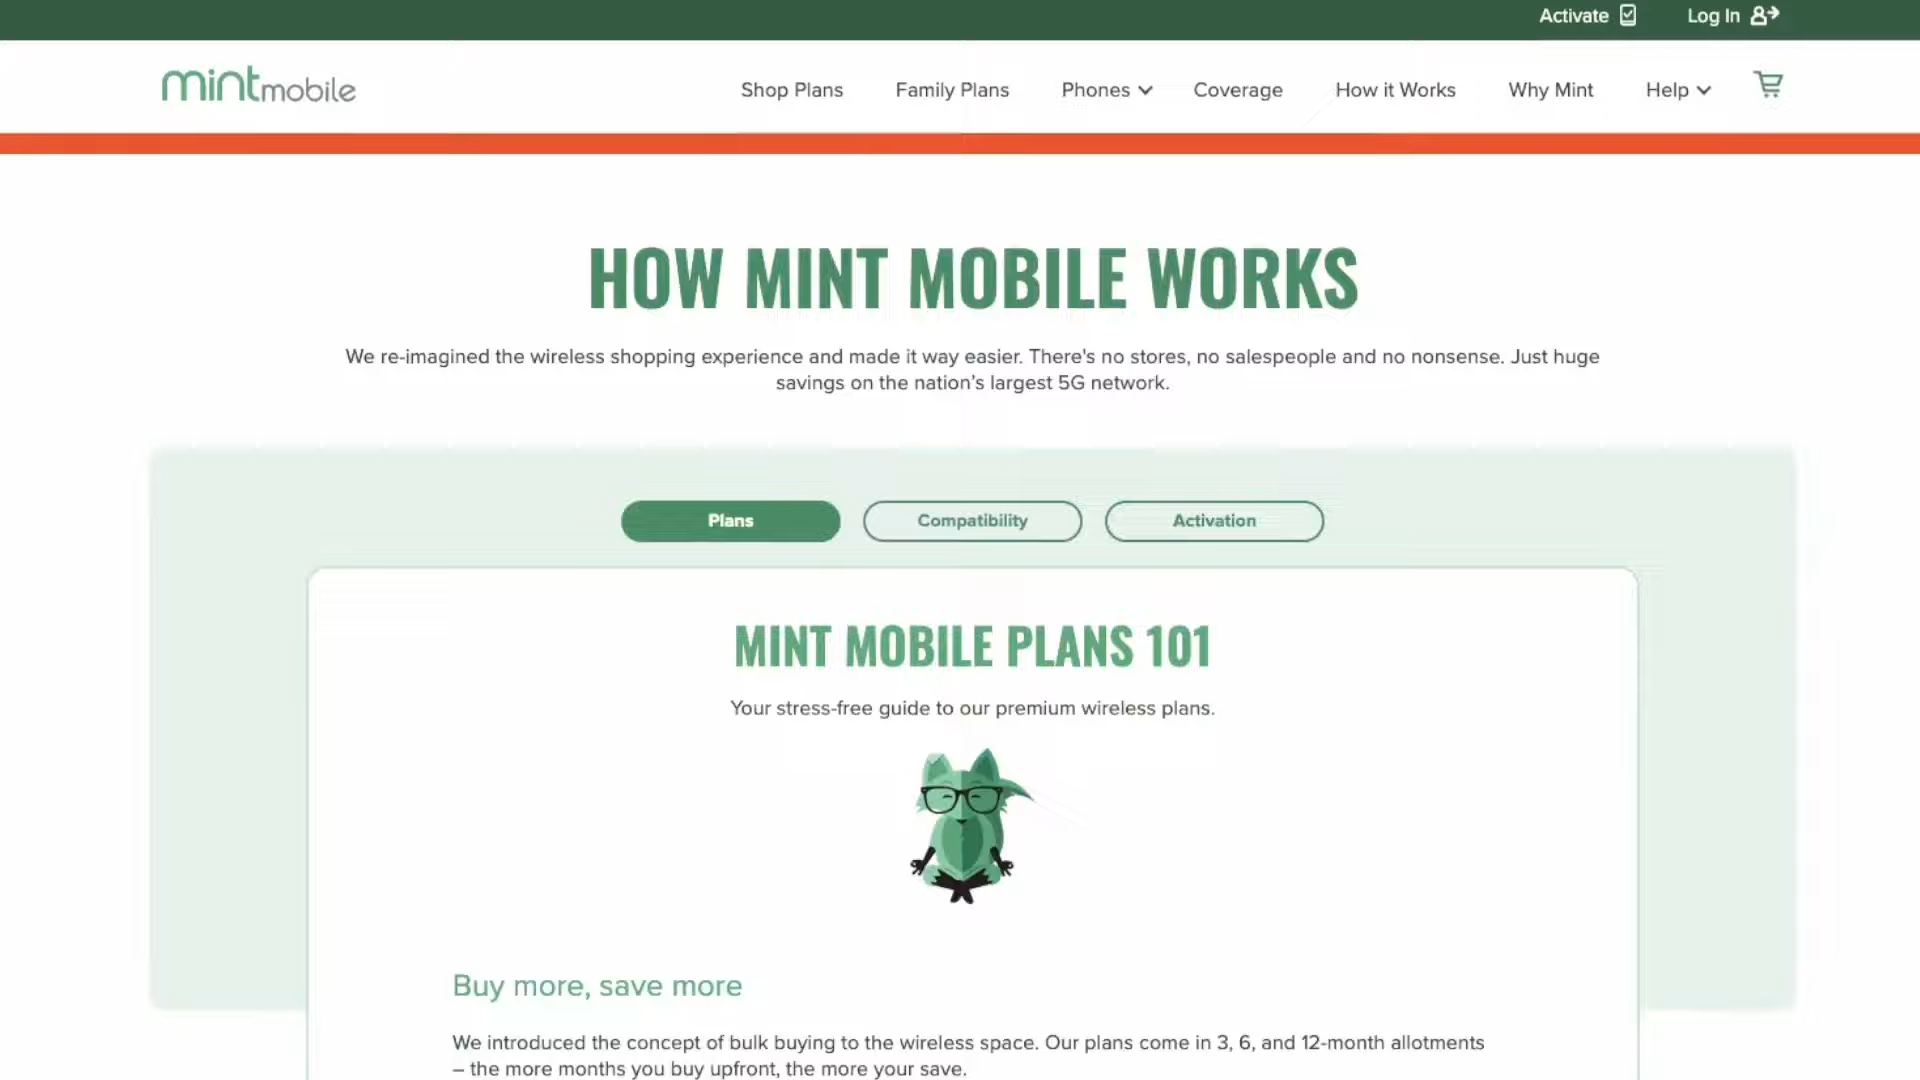 Activate
Log In
mintmobile
Shop Plans
Family Plans
Phones
Coverage
How it Works
Why Mint
Help
HOW MINT MOBILE WORKS
We re-imagined the wireless shopping experience and made it way easier. There's no stores, no salespeople and no nonsense. Just huge
savings on the nation’s largest 5G network.
Plans
Compatibility
Activation
MINT MOBILE PLANS 101
Your stress-free guide to our premium wireless plans.
Buy more, save more
We introduced the concept of bulk buying to the wireless space. Our plans come in 3, 6, and 12-month allotments
– the more months you buy upfront, the more your save.